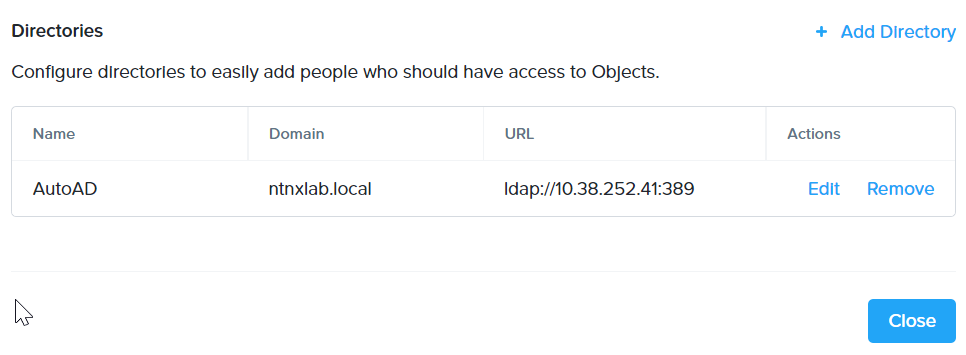 Directories
+ Add Directory
Configure directories to easily add people who should have access to Objects.
Name Domain URL Actions
AutoAD ntnxlab.local ldap://10.38.252.41:389 Edit Remove
Close